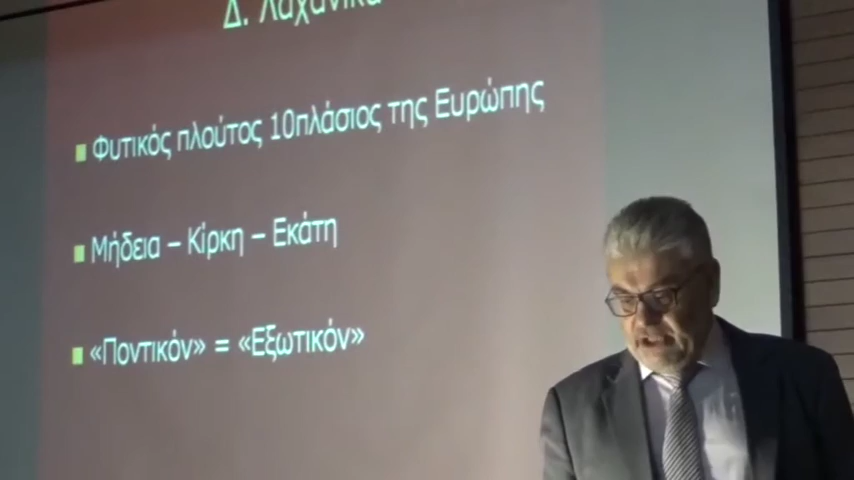 Δ. Λαχανικά
Φυτικός πλούτος 10πλάσιος της Ευρώπης
Μήδεια – Κίρκη – Εκάτη
«Ποντικόν» = «Εξωτικόν»